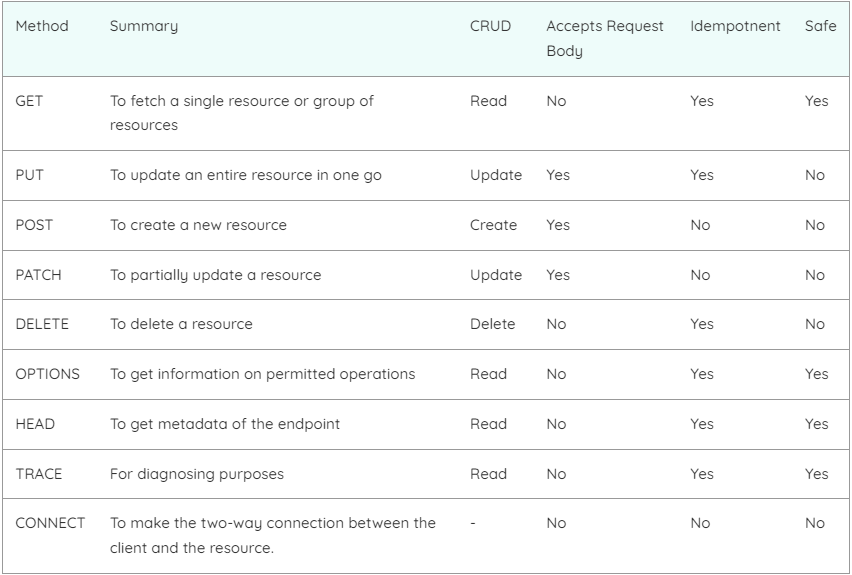 Method Summary CRUD Accepts Request Body Idempotnent Safe
GET To fetch a single resource or group of resources Read No Yes Yes
PUT To update an entire resource in one go Update Yes Yes No
POST To create a new resource Create Yes No No
PATCH To partially update a resource Update Yes No No
DELETE To delete a resource Delete No Yes No
OPTIONS To get information on permitted operations Read No Yes Yes
HEAD To get metadata of the endpoint Read No Yes Yes
TRACE For diagnosing purposes Read No Yes Yes
CONNECT To make the two-way connection between the client and the resource. - No No No